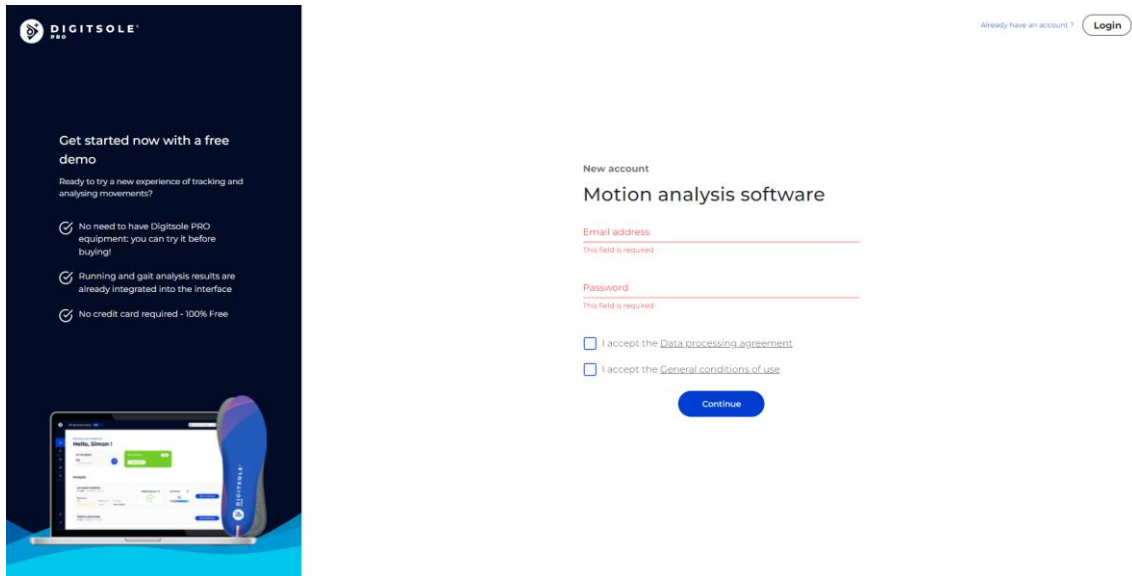 DIGITSOLE®
PRO
Already have an account ?
Login
Get started now with a free
demo
Ready to try a new experience of tracking and
analysing movements?
No need to have Digitsole PRO
equipment: you can try it before
buying!
Running and gait analysis results are
already integrated into the interface
No credit card required - 100% Free
Hello, Simon !
DIGITSOLE
New account
Motion analysis software
Email address
This field is required
Password
This field is required
I accept the Data processing agreement
I accept the General conditions of use
Continue